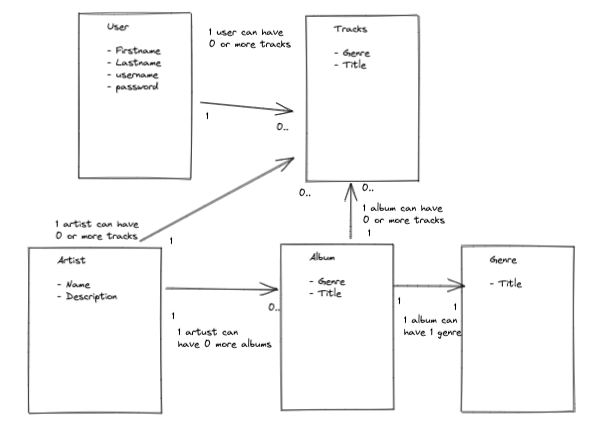 User
- Firstname
- Lastname
- username
- password
1 user can have
0 or more tracks
1
0..
Tracks
- Genre
- Title
0..
0..
1 artist can have
0 or more tracks
1
1 album can have
0 or more tracks
1
Artist
- Name
- Description
1
0..
1 artust can
have 0 more albums
Album
- Genre
- Title
1
1
1 album can
have 1 genre
Genre
- Title